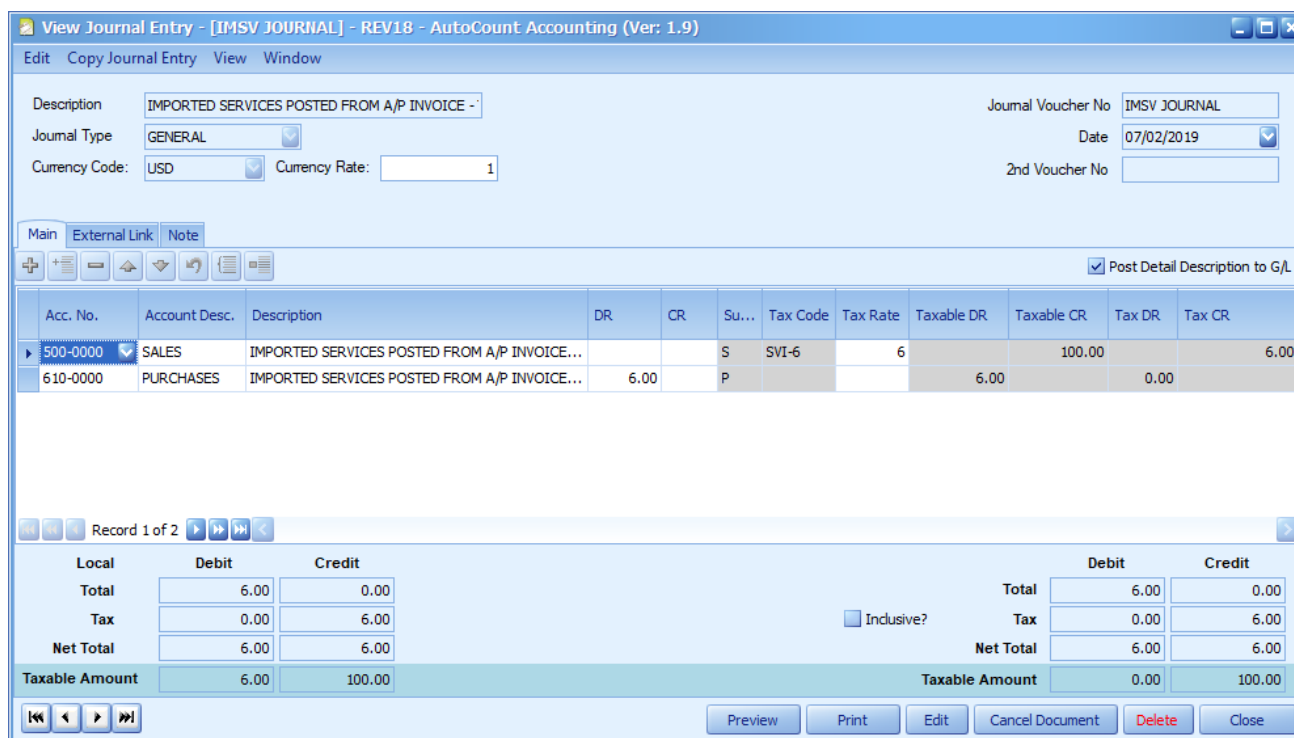 View Journal Entry - [IMSV JOURNAL] - REV18 - AutoCount Accounting (Ver: 1.9)
Edit Copy Journal Entry View Window
Description IMPORTED SERVICES POSTED FROM A/P INVOICE - Journal Voucher No IMSV JOURNAL
Journal Type GENERAL Date 07/02/2019
Currency Code: USD Currency Rate: 1 2nd Voucher No
Main External Link Note
Post Detail Description to G/L
Acc. No. Account Desc. Description DR CR Su... Tax Code Tax Rate Taxable DR Taxable CR Tax DR Tax CR
500-0000 SALES IMPORTED SERVICES POSTED FROM A/P INVOICE... S SVI-6 6 100.00 6.00
610-0000 PURCHASES IMPORTED SERVICES POSTED FROM A/P INVOICE... 6.00 P 6.00 0.00
Record 1 of 2
Local Debit Credit Debit Credit
Total 6.00 0.00 Total 6.00 0.00
Tax 0.00 6.00 Inclusive? Tax 0.00 6.00
Net Total 6.00 6.00 Net Total 6.00 6.00
Taxable Amount 6.00 100.00 Taxable Amount 0.00 100.00
Preview Print Edit Cancel Document Delete Close